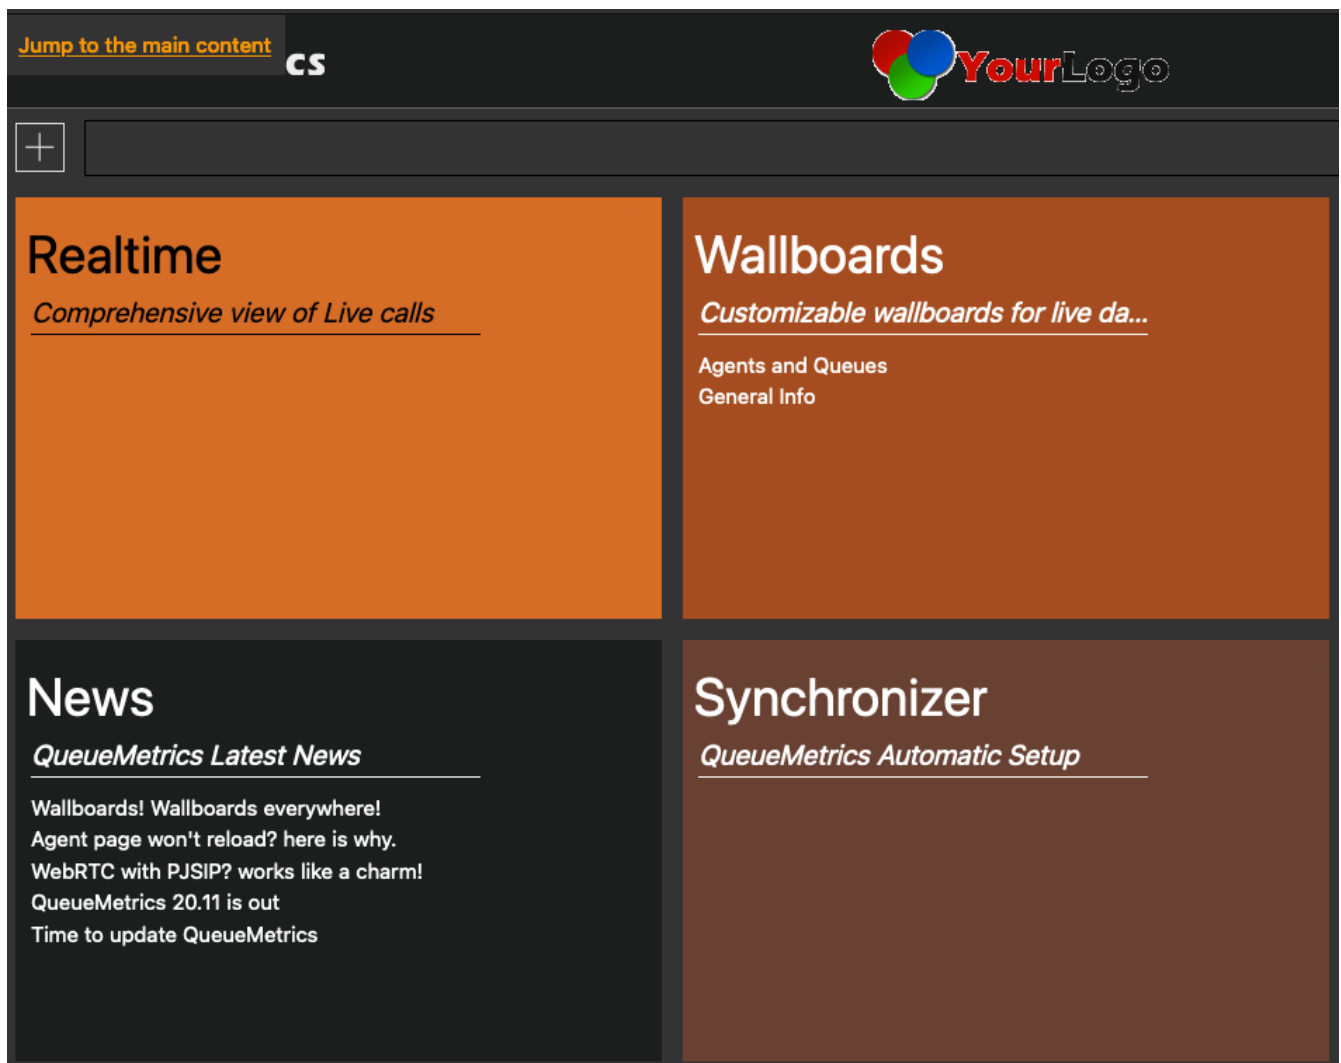 Jump to the main content
cs
YourLogo
Realtime
Comprehensive view of Live calls
Wallboards
Customizable wallboards for live da...
Agents and Queues
General Info
News
QueueMetrics Latest News
Wallboards! Wallboards everywhere!
Agent page won't reload? here is why.
WebRTC with PJSIP? works like a charm!
QueueMetrics 20.11 is out
Time to update QueueMetrics
Synchronizer
QueueMetrics Automatic Setup